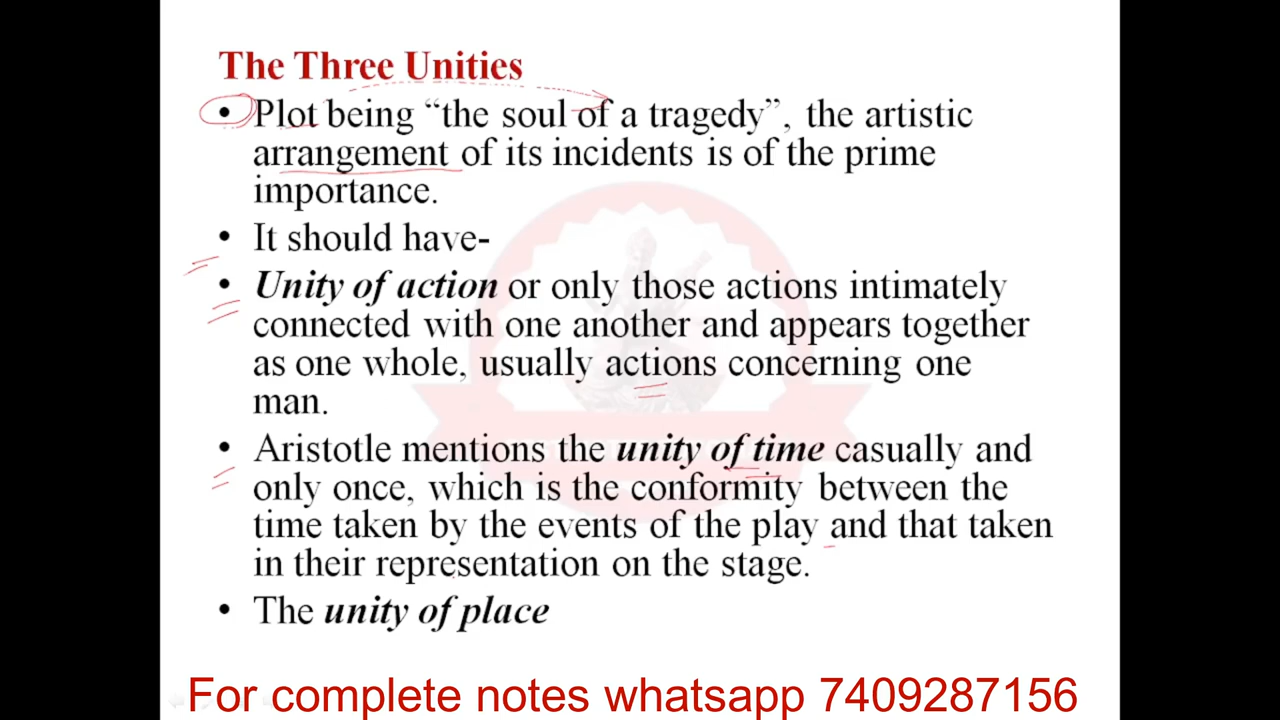 The Three Unities
• Plot being “the soul of a tragedy”, the artistic
arrangement of its incidents is of the prime
importance.
• It should have-
• Unity of action or only those actions intimately
connected with one another and appears together
as one whole, usually actions concerning one
man.
• Aristotle mentions the unity of time casually and
only once, which is the conformity between the
time taken by the events of the play and that taken
in their representation on the stage.
• The unity of place
For complete notes whatsapp 7409287156